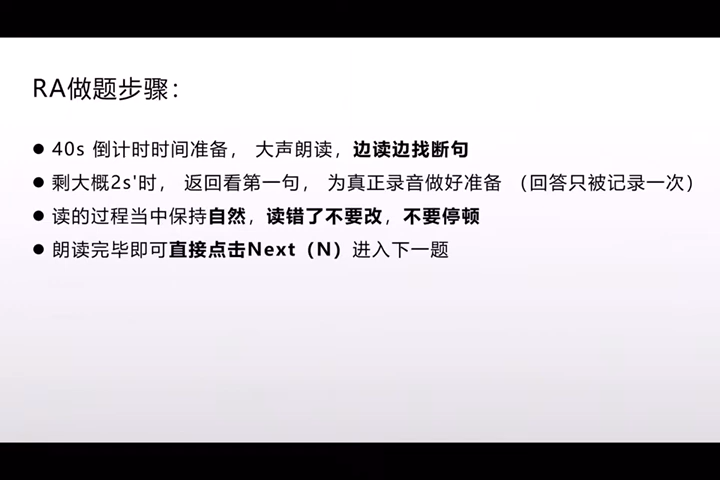 RA做题步骤：
● 40s 倒计时时间准备， 大声朗读，边读边找断句
● 剩大概2s'时， 返回看第一句， 为真正录音做好准备 （回答只被记录一次）
● 读的过程当中保持自然，读错了不要改，不要停顿
● 朗读完毕即可直接点击Next（N）进入下一题